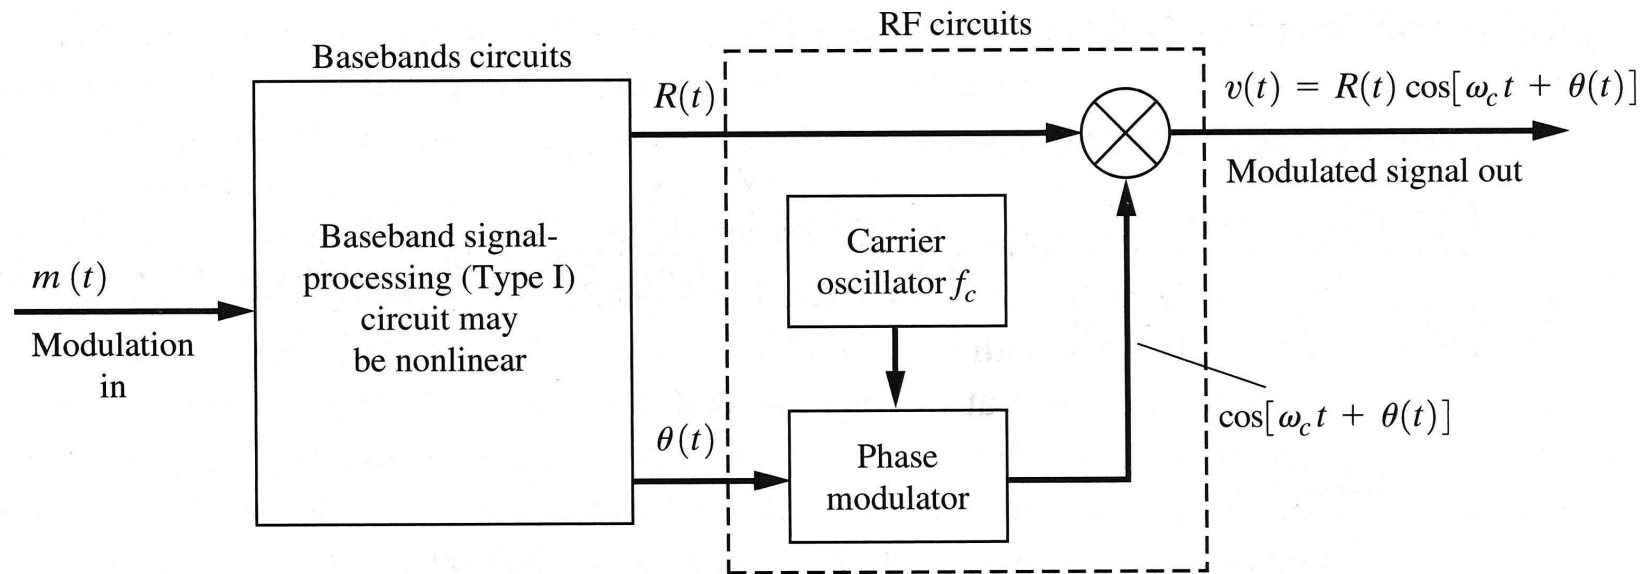 RF circuits
Basebands circuits
R(t)
v(t) = R(t) cos[ω_c t + θ(t)]
Modulated signal out
Baseband signal-
processing (Type I)
circuit may
be nonlinear
Carrier
oscillator f_c
m (t)
Modulation
in
cos[ω_c t + θ(t)]
θ(t)
Phase
modulator